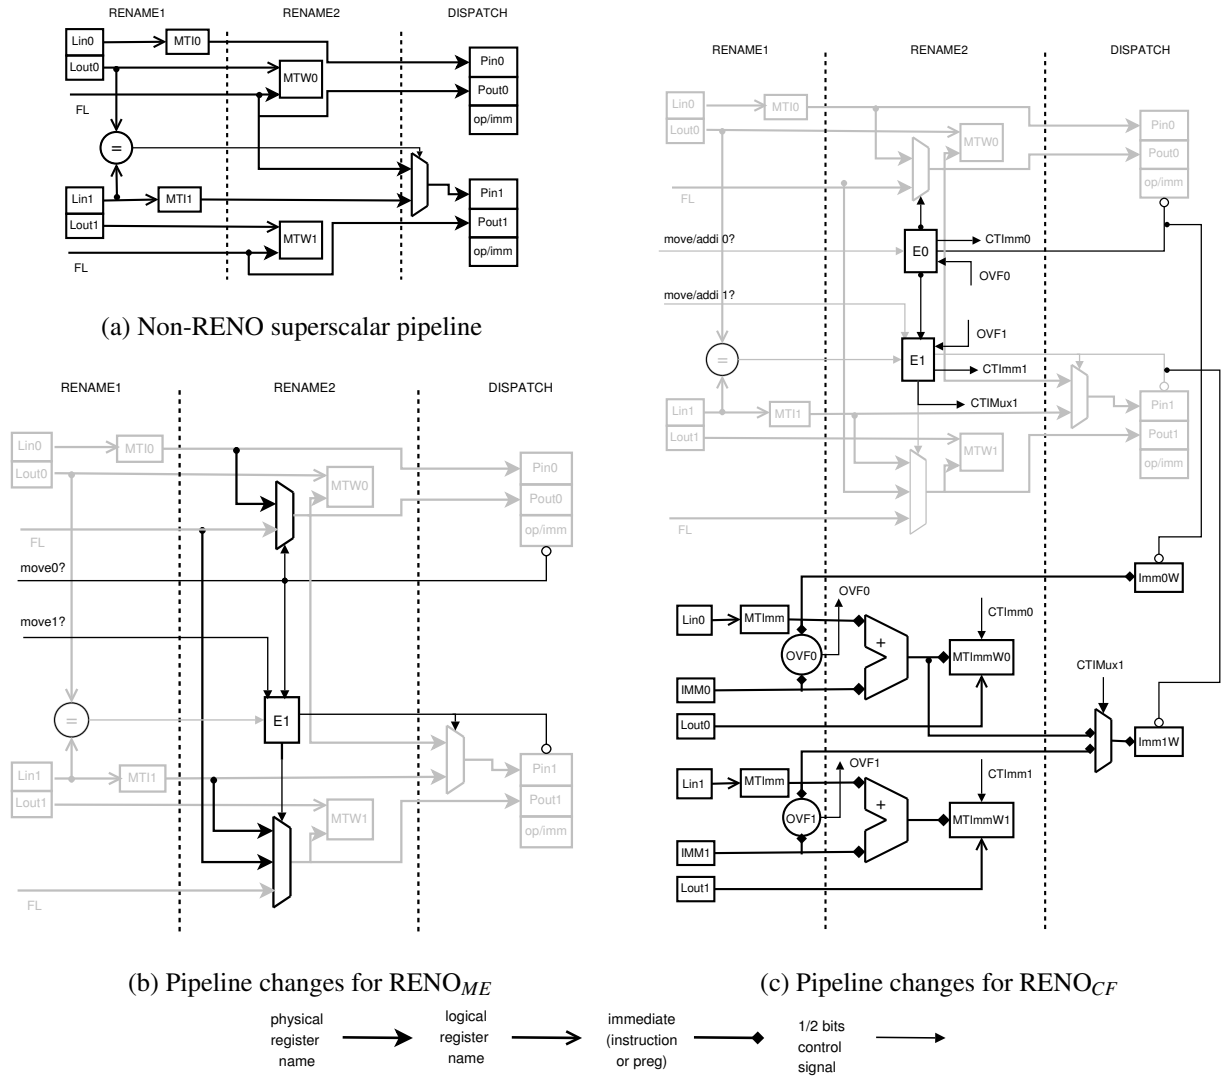 RENAME1 RENAME2 DISPATCH
Lin0 MTI0 Pin0
Lout0 MTW0 Pout0
FL op/imm
=
Lin1 MTI1 Pin1
Lout1 MTW1 Pout1
FL op/imm
(a) Non-RENO superscalar pipeline
RENAME1 RENAME2 DISPATCH
Lin0 MTI0 Pin0
Lout0 MTW0 Pout0
FL op/imm
move0?
move1?
= E1
Lin1 MTI1 Pin1
Lout1 MTW1 Pout1
op/imm
FL
(b) Pipeline changes for RENO_ME
RENAME1 RENAME2 DISPATCH
Lin0 MTI0 Pin0
Lout0 MTW0 Pout0
FL op/imm
move/addi 0? E0 CTImm0
OVF0
move/addi 1?
OVF1
= E1 CTImm1
CTIMux1
Lin1 MTI1 Pin1
Lout1 MTW1 Pout1
op/imm
FL
Imm0W
OVF0
Lin0 MTImm + CTImm0
OVF0 MTImmW0
IMM0 CTIMux1
Lout0
Imm1W
OVF1
Lin1 MTImm + CTImm1
OVF1 MTImmW1
IMM1
Lout1
(c) Pipeline changes for RENO_CF
physical
register
name
logical
register
name
immediate
(instruction
or preg)
1/2 bits
control
signal